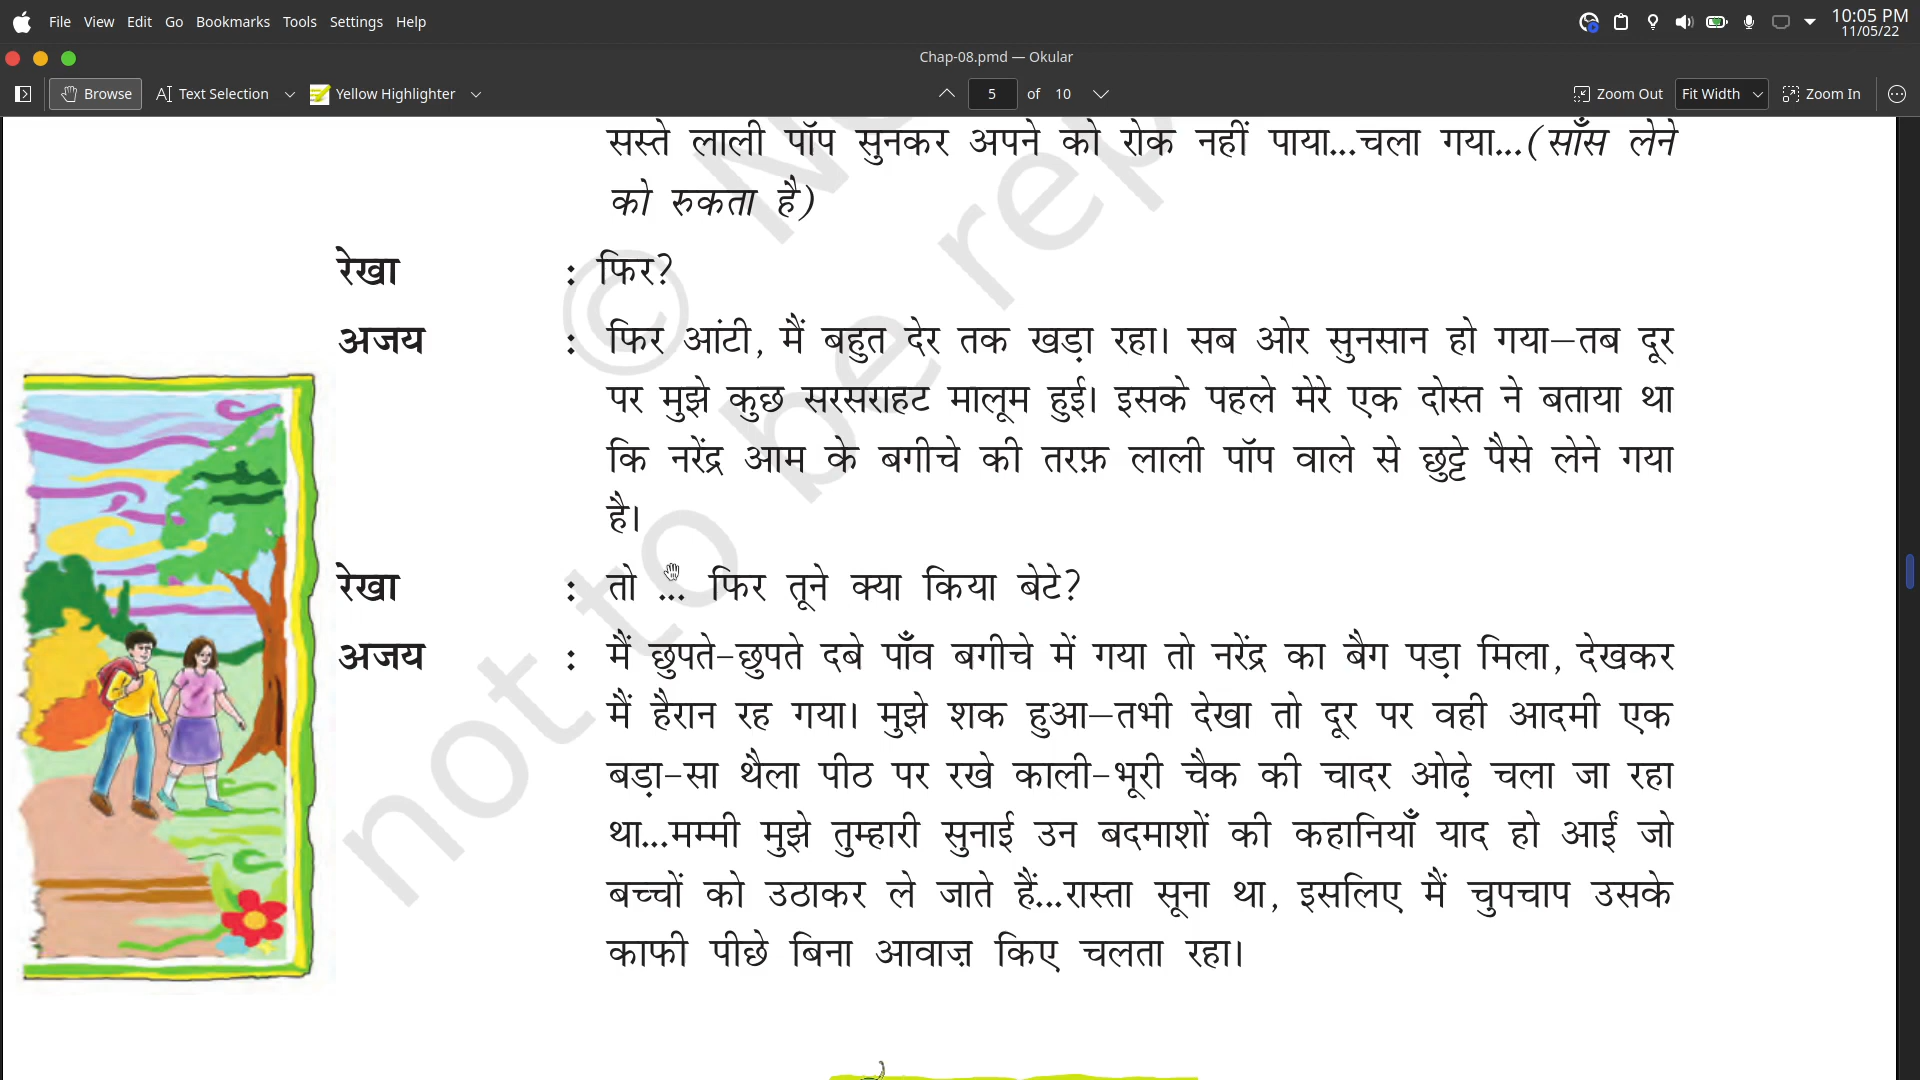 File View Edit Go Bookmarks Tools Settings Help
10:05 PM
11/05/22
Chap-08.pmd — Okular
Browse Text Selection Yellow Highlighter 5 of 10 Zoom Out Fit Width Zoom In
सस्ते लाली पॉप सुनकर अपने को रोक नहीं पाया...चला गया...(साँस लेने
को रुकता है)
रेखा : फिर?
अजय : फिर आंटी, मैं बहुत देर तक खड़ा रहा। सब ओर सुनसान हो गया–तब दूर
पर मुझे कुछ सरसराहट मालूम हुई। इसके पहले मेरे एक दोस्त ने बताया था
कि नरेंद्र आम के बगीचे की तरफ़ लाली पॉप वाले से छुट्टे पैसे लेने गया
है।
रेखा : तो ... फिर तूने क्या किया बेटे?
अजय : मैं छुपते-छुपते दबे पाँव बगीचे में गया तो नरेंद्र का बैग पड़ा मिला, देखकर
मैं हैरान रह गया। मुझे शक हुआ–तभी देखा तो दूर पर वही आदमी एक
बड़ा-सा थैला पीठ पर रखे काली-भूरी चैक की चादर ओढ़े चला जा रहा
था...मम्मी मुझे तुम्हारी सुनाई उन बदमाशों की कहानियाँ याद हो आईं जो
बच्चों को उठाकर ले जाते हैं...रास्ता सूना था, इसलिए मैं चुपचाप उसके
काफी पीछे बिना आवाज़ किए चलता रहा।
©
not to be rep